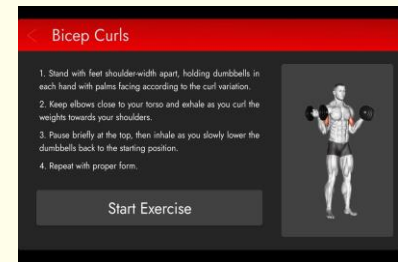 Bicep Curls
1. Stand with feet shoulder-width apart, holding dumbbells in
each hand with palms facing according to the curl variation.
2. Keep elbows close to your torso and exhale as you curl the
weights towards your shoulders.
3. Pause briefly at the top, then inhale as you slowly lower the
dumbbells back to the starting position.
4. Repeat with proper form.
Start Exercise